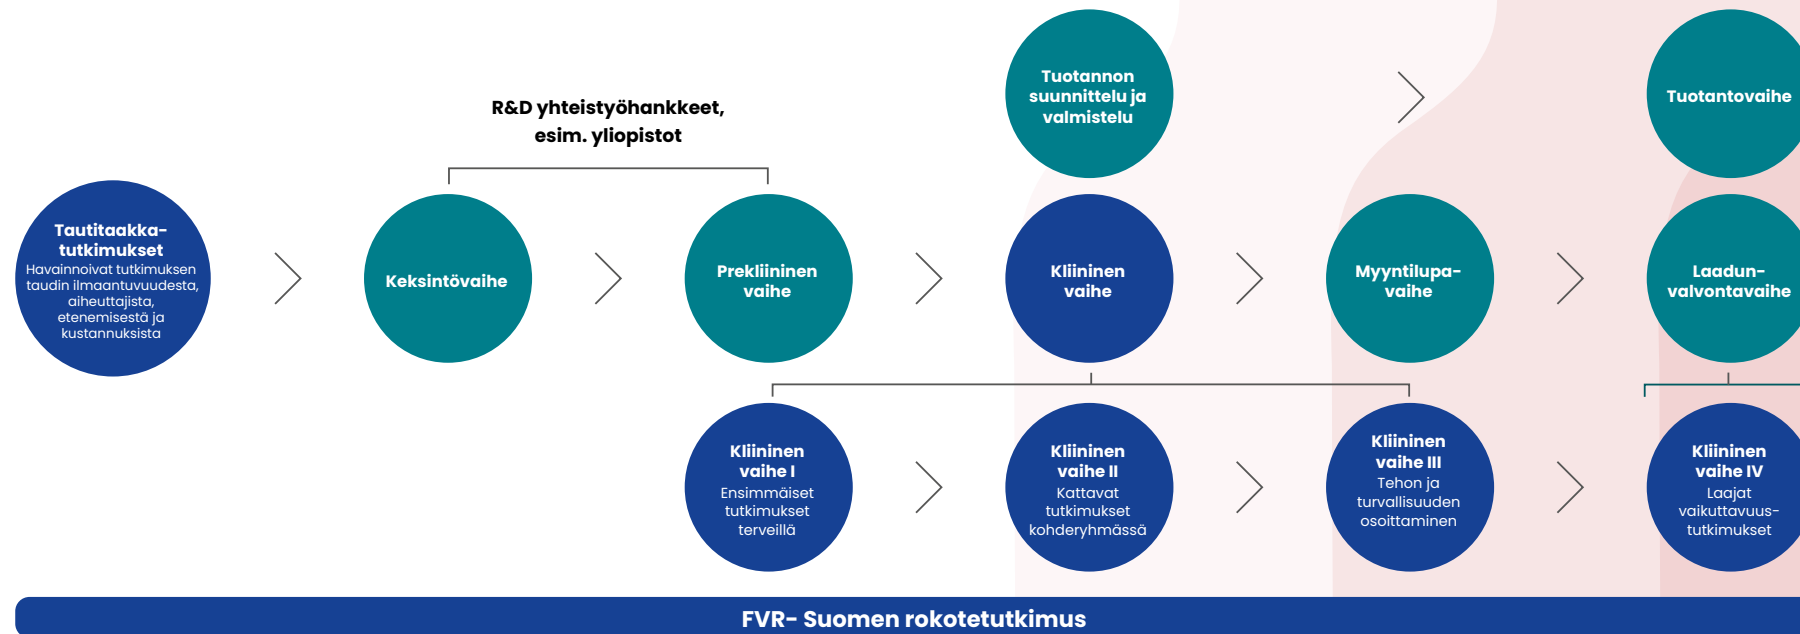 Tuotannon
suunnittelu ja
valmistelu
Tuotantovaihe
R&D yhteistyöhankkeet,
esim. yliopistot
Tautitaakka-
tutkimukset
Havainnoivat tutkimuksen
taudin ilmaantuvuudesta,
aiheuttajista,
etenemisestä ja
kustannuksista
Keksintövaihe
Prekliininen
vaihe
Kliininen
vaihe
Myyntilupa-
vaihe
Laadun-
valvontavaihe
Kliininen
vaihe I
Ensimmäiset
tutkimukset
terveillä
Kliininen
vaihe II
Kattavat
tutkimukset
kohderyhmässä
Kliininen
vaihe III
Tehon ja
turvallisuuden
osoittaminen
Kliininen
vaihe IV
Laajat
vaikuttavuus-
tutkimukset
FVR- Suomen rokotetutkimus